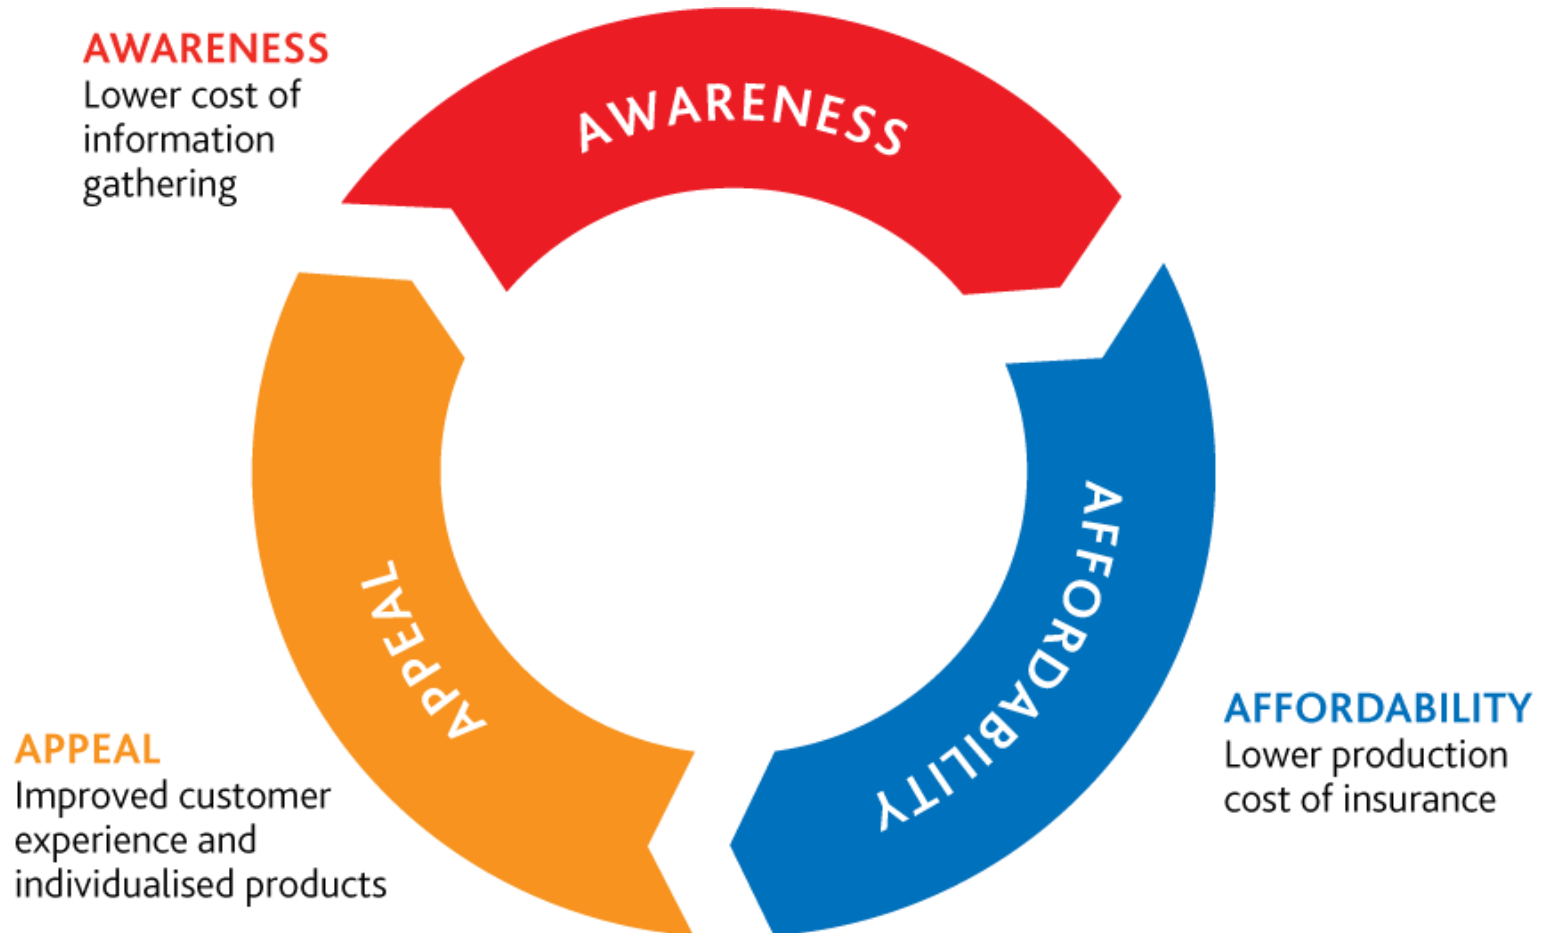 AWARENESS
Lower cost of
information
gathering
AWARENESS
AFFORDABILITY
AFFORDABILITY
Lower production
cost of insurance
APPEAL
APPEAL
Improved customer
experience and
individualised products